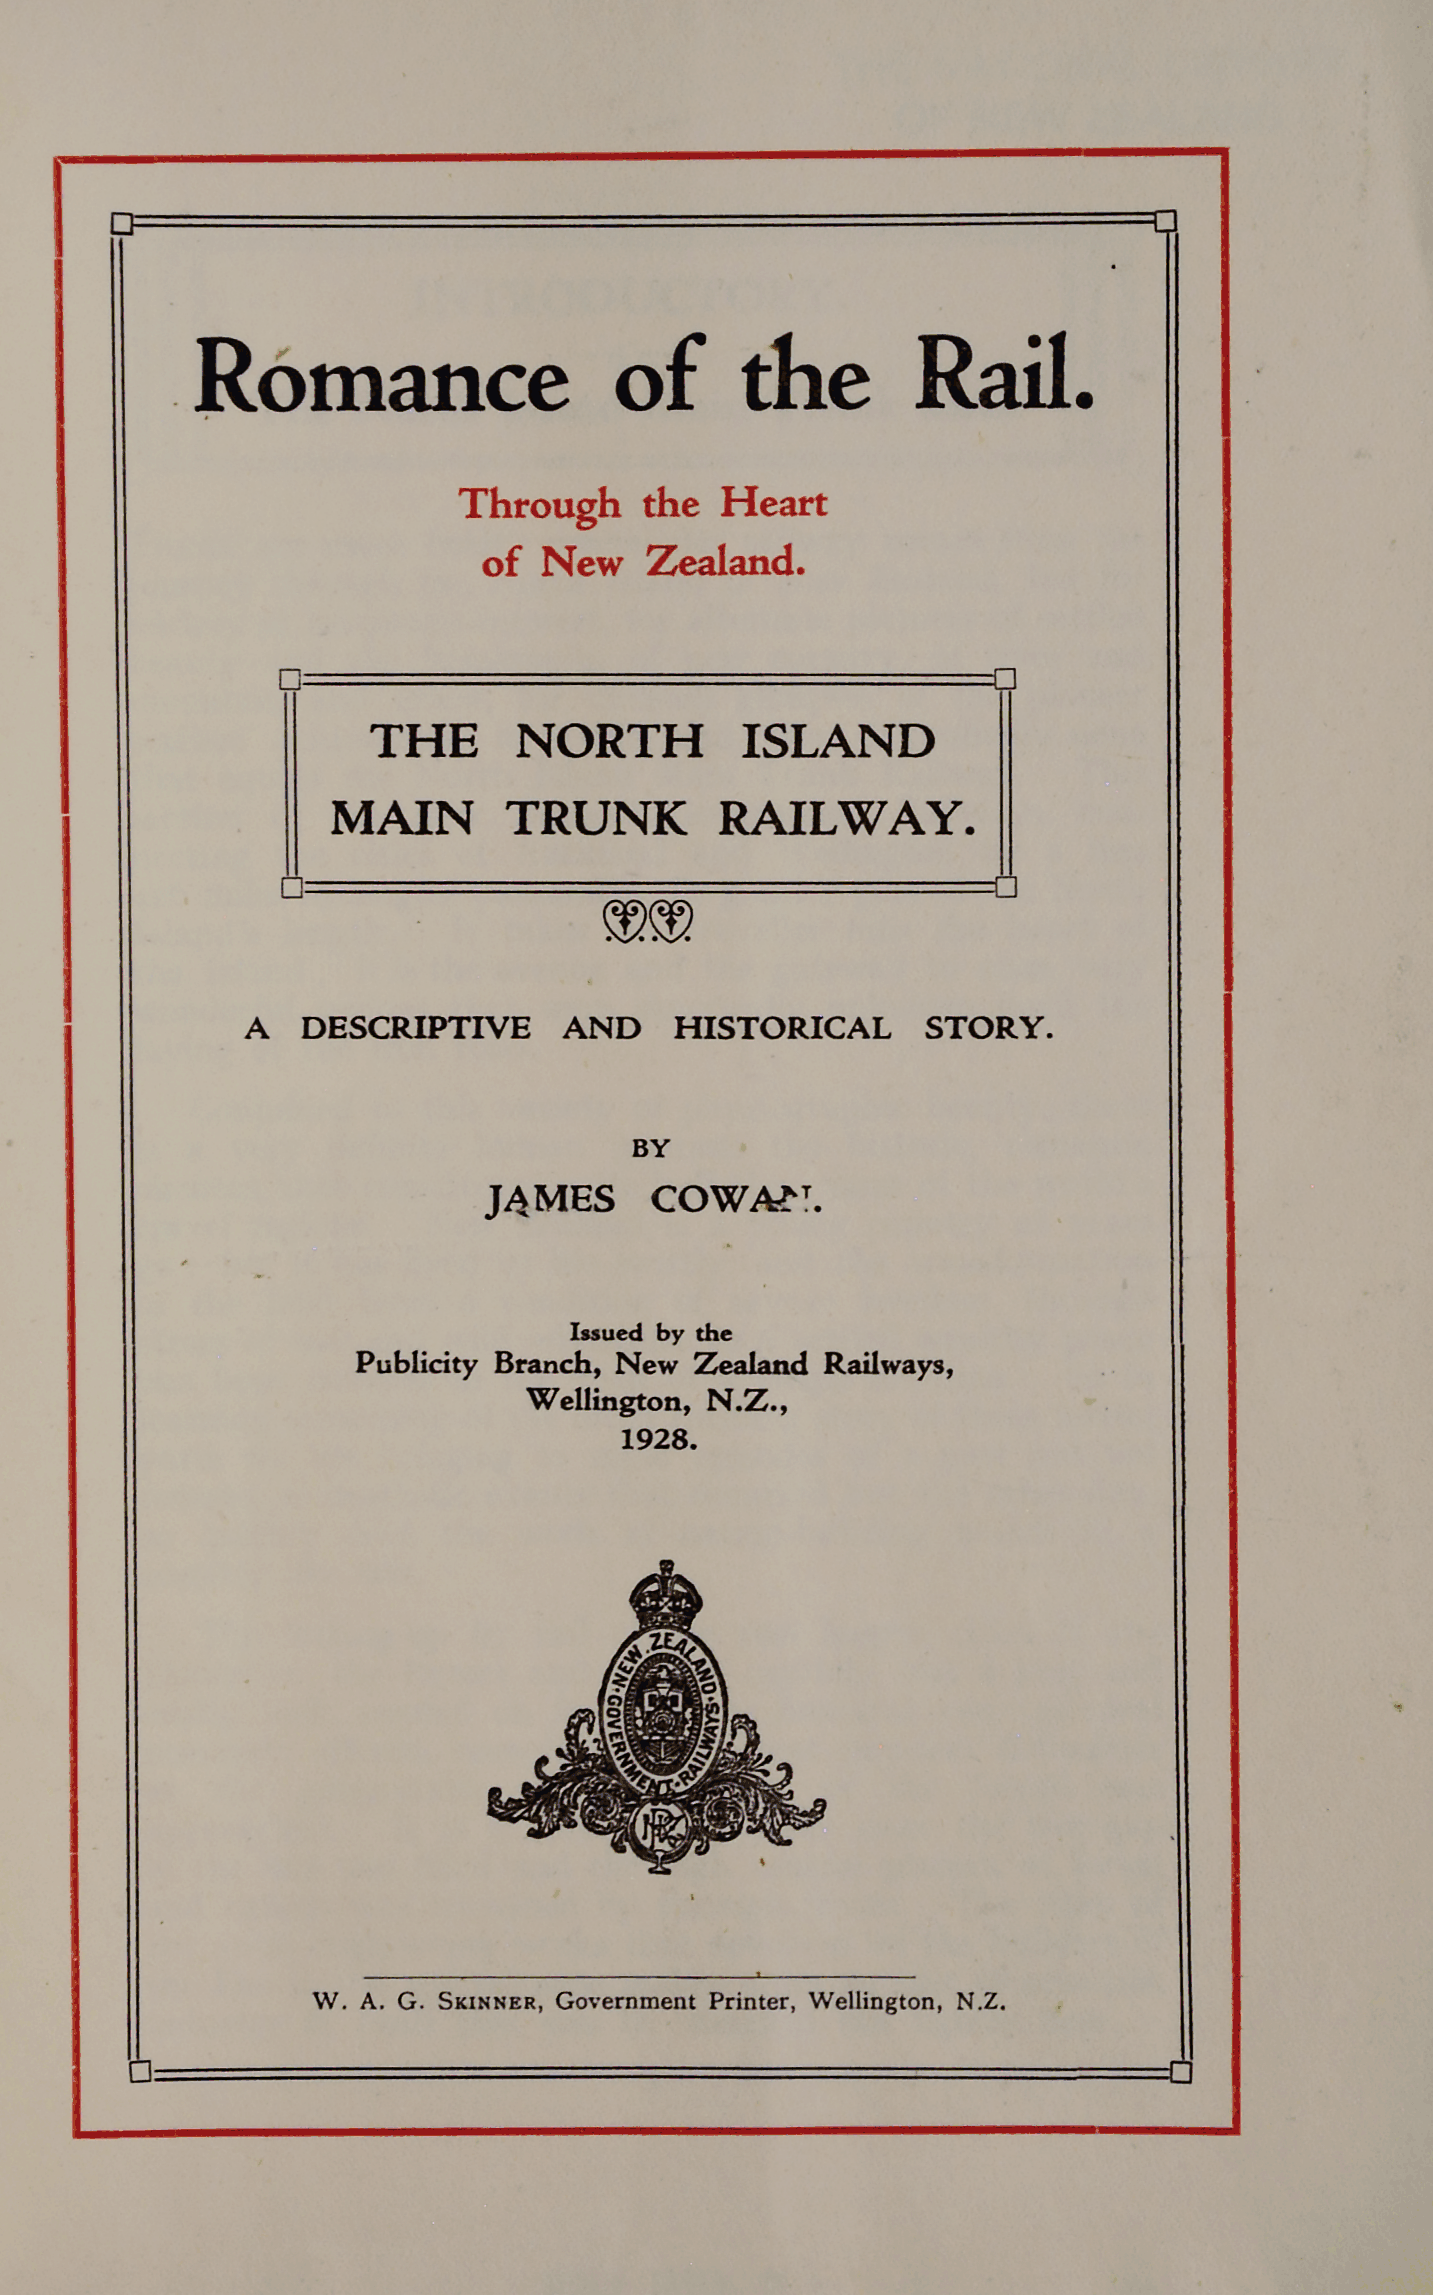 Romance of the Rail.
Through the Heart
of New Zealand.
THE NORTH ISLAND
MAIN TRUNK RAILWAY.
A DESCRIPTIVE AND HISTORICAL STORY.
BY
JAMES COWAN.
Issued by the
Publicity Branch, New Zealand Railways,
Wellington, N.Z.,
1928.
NEW ZEALAND · GOVERNMENT · RAILWAYS ·
NZR
W. A. G. SKINNER, Government Printer, Wellington, N.Z.